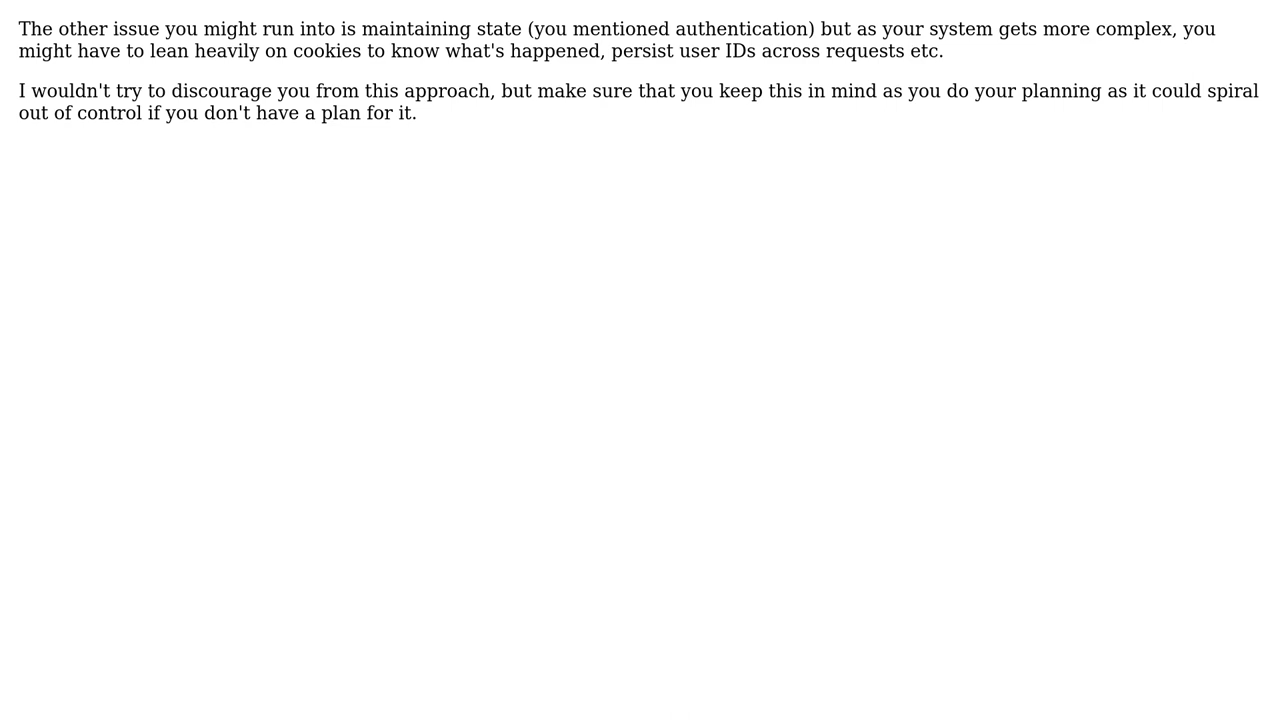 The other issue you might run into is maintaining state (you mentioned authentication) but as your system gets more complex, you
might have to lean heavily on cookies to know what's happened, persist user IDs across requests etc.
I wouldn't try to discourage you from this approach, but make sure that you keep this in mind as you do your planning as it could spiral
out of control if you don't have a plan for it.